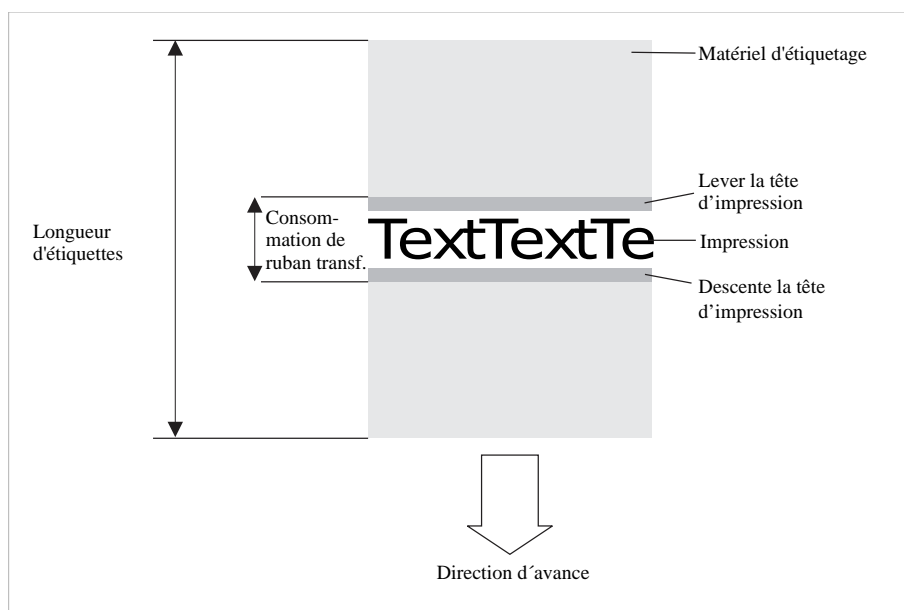 Matériel d'étiquetage
Lever la tête
d’impression
Longueur
d'étiquettes
Consom-
mation de
ruban transf.
TextTextTe
Impression
Descente la tête
d’impression
Direction d´avance